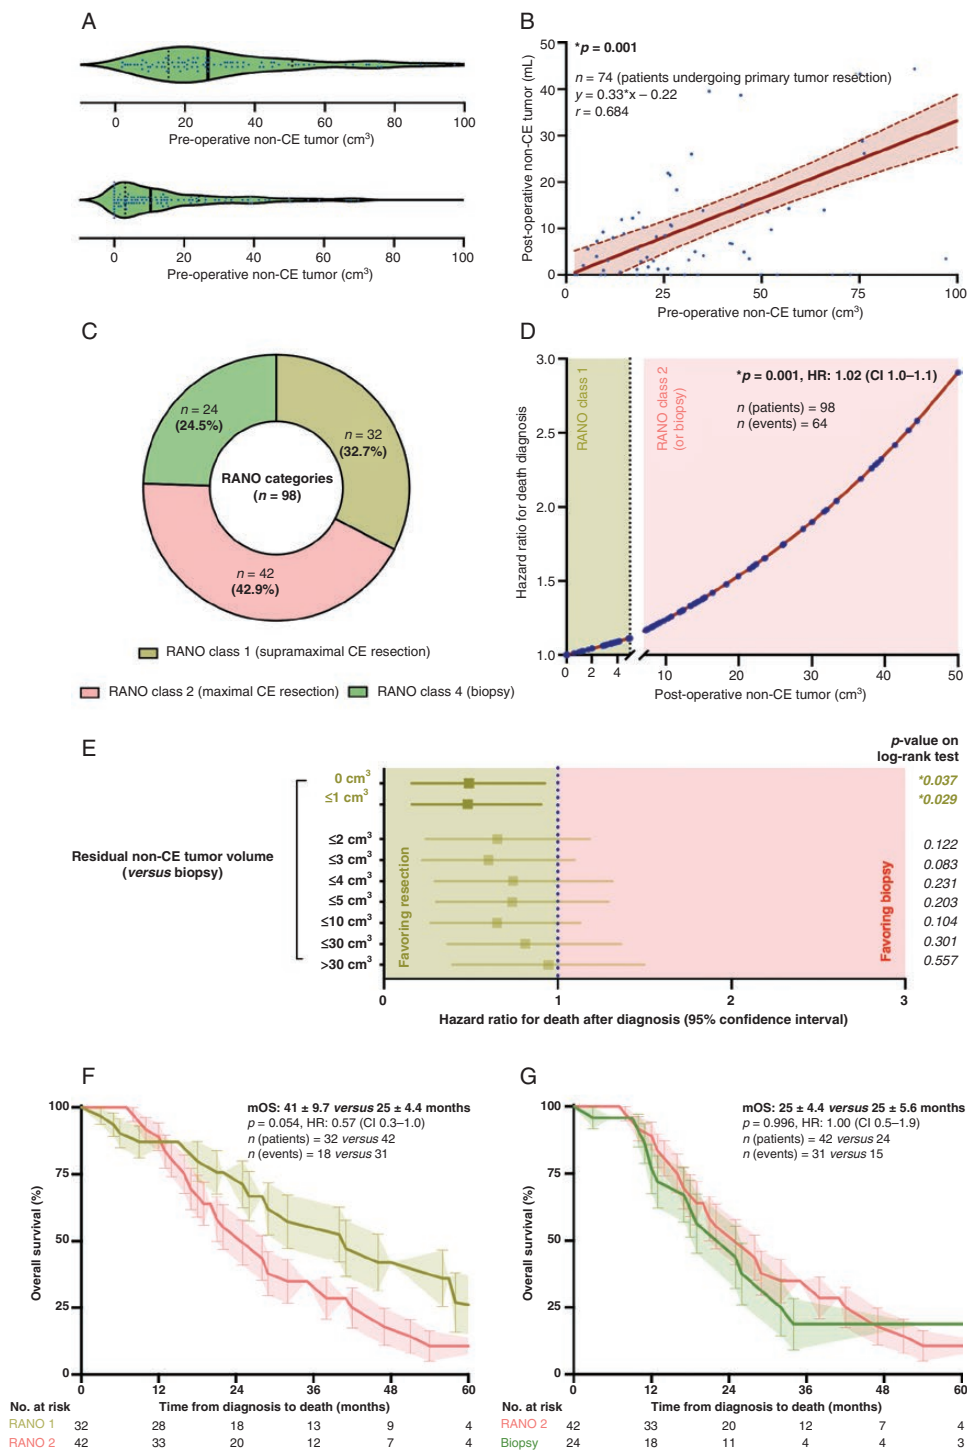 A
0 20 40 60 80 100
Pre-operative non-CE tumor (cm³)
0 20 40 60 80 100
Pre-operative non-CE tumor (cm³)
B
*p = 0.001
n = 74 (patients undergoing primary tumor resection)
y = 0.33*x – 0.22
r = 0.684
Post-operative non-CE tumor (mL)
50
40
30
20
10
0
0 25 50 75 100
Pre-operative non-CE tumor (cm³)
C
n = 24
(24.5%)
n = 32
(32.7%)
RANO categories
(n = 98)
n = 42
(42.9%)
RANO class 1 (supramaximal CE resection)
RANO class 2 (maximal CE resection) RANO class 4 (biopsy)
D
Hazard ratio for death diagnosis
3.0
2.5
2.0
1.5
1.0
RANO class 1
RANO class 2
(or biopsy)
*p = 0.001, HR: 1.02 (CI 1.0–1.1)
n (patients) = 98
n (events) = 64
0 2 4 10 20 30 40 50
Post-operative non-CE tumor (cm³)
E
p-value on
log-rank test
Residual non-CE tumor volume
(versus biopsy)
0 cm³ *0.037
≤1 cm³ *0.029
≤2 cm³ 0.122
≤3 cm³ 0.083
≤4 cm³ 0.231
≤5 cm³ 0.203
≤10 cm³ 0.104
≤30 cm³ 0.301
>30 cm³ 0.557
Favoring resection
Favoring biopsy
0 1 2 3
Hazard ratio for death after diagnosis (95% confidence interval)
F
mOS: 41 ± 9.7 versus 25 ± 4.4 months
p = 0.054, HR: 0.57 (CI 0.3–1.0)
n (patients) = 32 versus 42
n (events) = 18 versus 31
Overall survival (%)
100
75
50
25
0
0 12 24 36 48 60
No. at risk Time from diagnosis to death (months)
RANO 1 32 28 18 13 9 4
RANO 2 42 33 20 12 7 4
G
mOS: 25 ± 4.4 versus 25 ± 5.6 months
p = 0.996, HR: 1.00 (CI 0.5–1.9)
n (patients) = 42 versus 24
n (events) = 31 versus 15
Overall survival (%)
100
75
50
25
0
0 12 24 36 48 60
No. at risk Time from diagnosis to death (months)
RANO 2 42 33 20 12 7 4
Biopsy 24 18 11 4 4 3